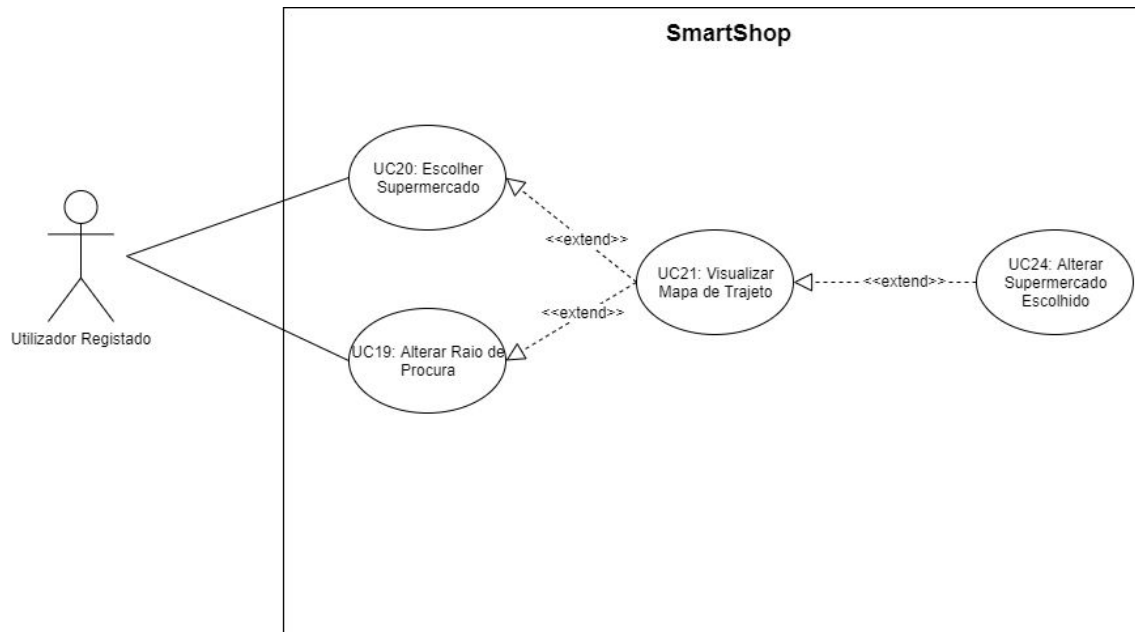 SmartShop
UC20: Escolher
Supermercado
<<extend>>
UC21: Visualizar
Mapa de Trajeto
<<extend>>
UC24: Alterar
Supermercado
Escolhido
<<extend>>
Utilizador Registado
UC19: Alterar Raio de
Procura